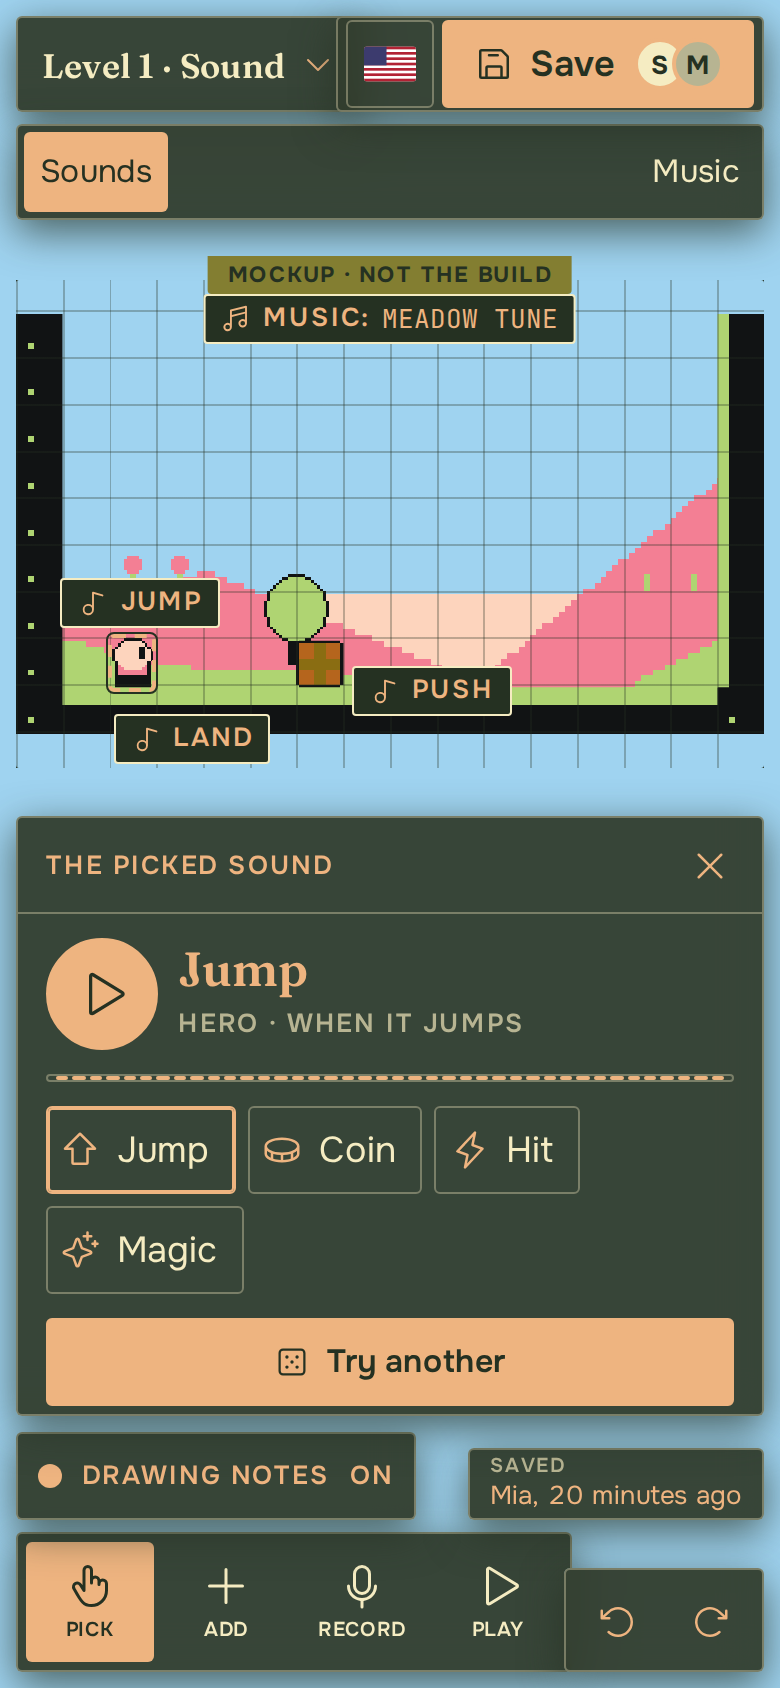 Level 1 · Sound
Save
S
M
Sounds
Music
MOCKUP · NOT THE BUILD
MUSIC: MEADOW TUNE
JUMP
PUSH
LAND
THE PICKED SOUND
Jump
HERO · WHEN IT JUMPS
Jump
Coin
Hit
Magic
Try another
DRAWING NOTES ON
SAVED
Mia, 20 minutes ago
PICK
ADD
RECORD
PLAY